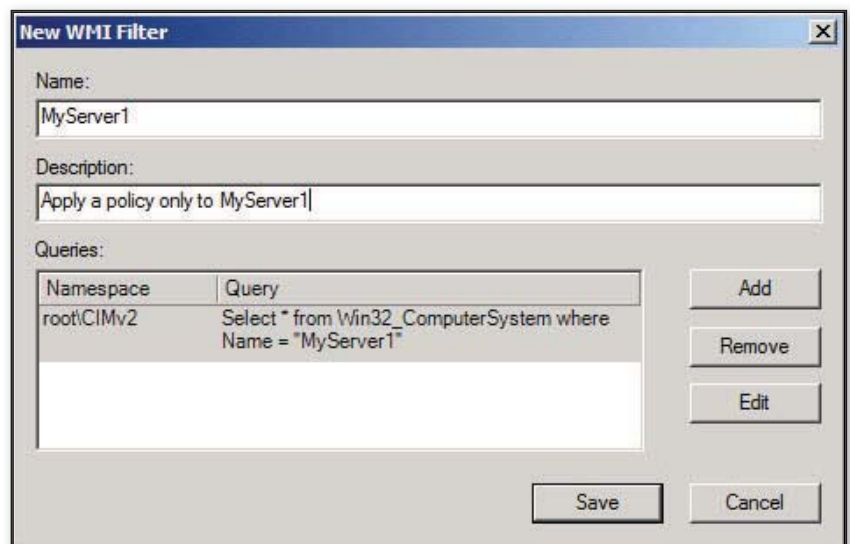 New WMI Filter
Name:
MyServer1
Description:
Apply a policy only to MyServer1
Queries:
Namespace Query
root\CIMv2 Select * from Win32_ComputerSystem where
Name = "MyServer1"
Add
Remove
Edit
Save Cancel